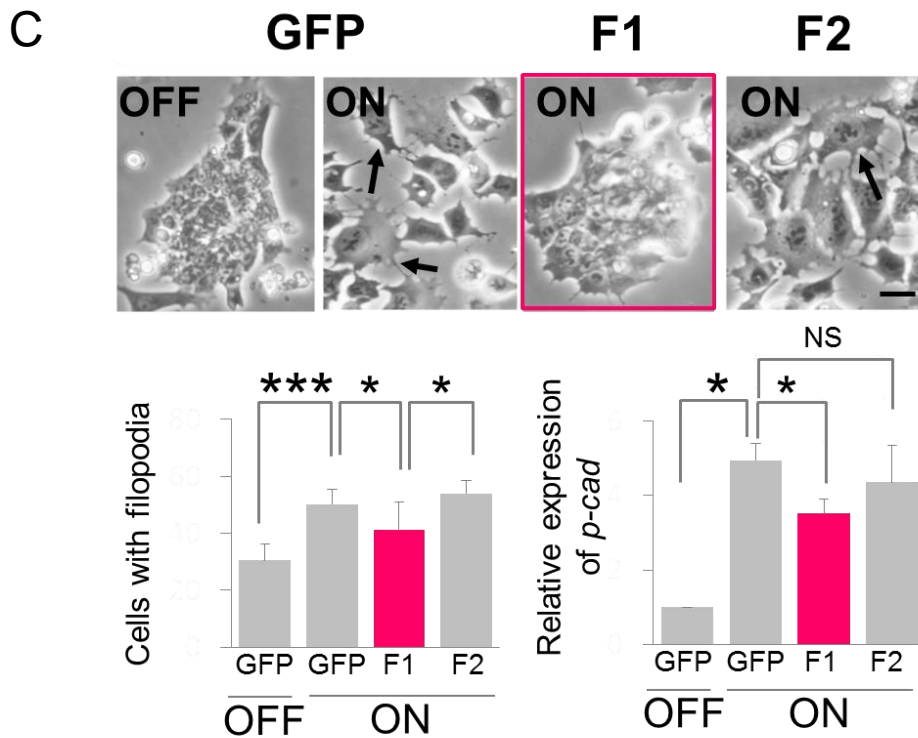 C
GFP F1 F2
OFF ON ON ON
Cells with filopodia
80
60
40
20
0
*** * *
GFP GFP F1 F2
OFF ON
Relative expression
of p-cad
6
4
2
0
* * NS
GFP GFP F1 F2
OFF ON